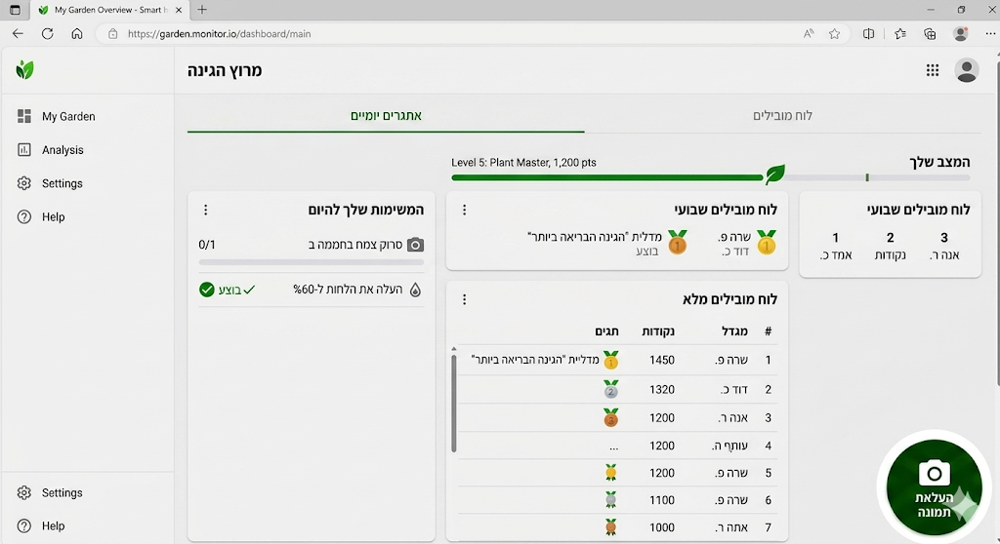 My Garden Overview - Smart h
https://garden.monitor.io/dashboard/main
מרוץ הגינה
My Garden
Analysis
Settings
Help
אתגרים יומיים
לוח מובילים
המצב שלך
Level 5: Plant Master, 1,200 pts
לוח מובילים שבועי
3 2 1
אנה ר. נקודות אמד כ.
לוח מובילים שבועי
שרה פ. מדלית "הגינה הבריאה ביותר"
דוד כ. בוצע
המשימות שלך להיום
סרוק צמח בחממה ב 0/1
העלה את הלחות ל-60% בוצע
לוח מובילים מלא
# מגדל נקודות תגים
1 שרה פ. 1450 1 מדליית "הגינה הבריאה ביותר"
2 דוד כ. 1320 2
3 אנה ר. 1200 3
4 עותף ה. 1200 ...
5 שרה פ. 1200
6 שרה פ. 1100
7 אתה ר. 1000
העלאת
תמונה
Settings
Help